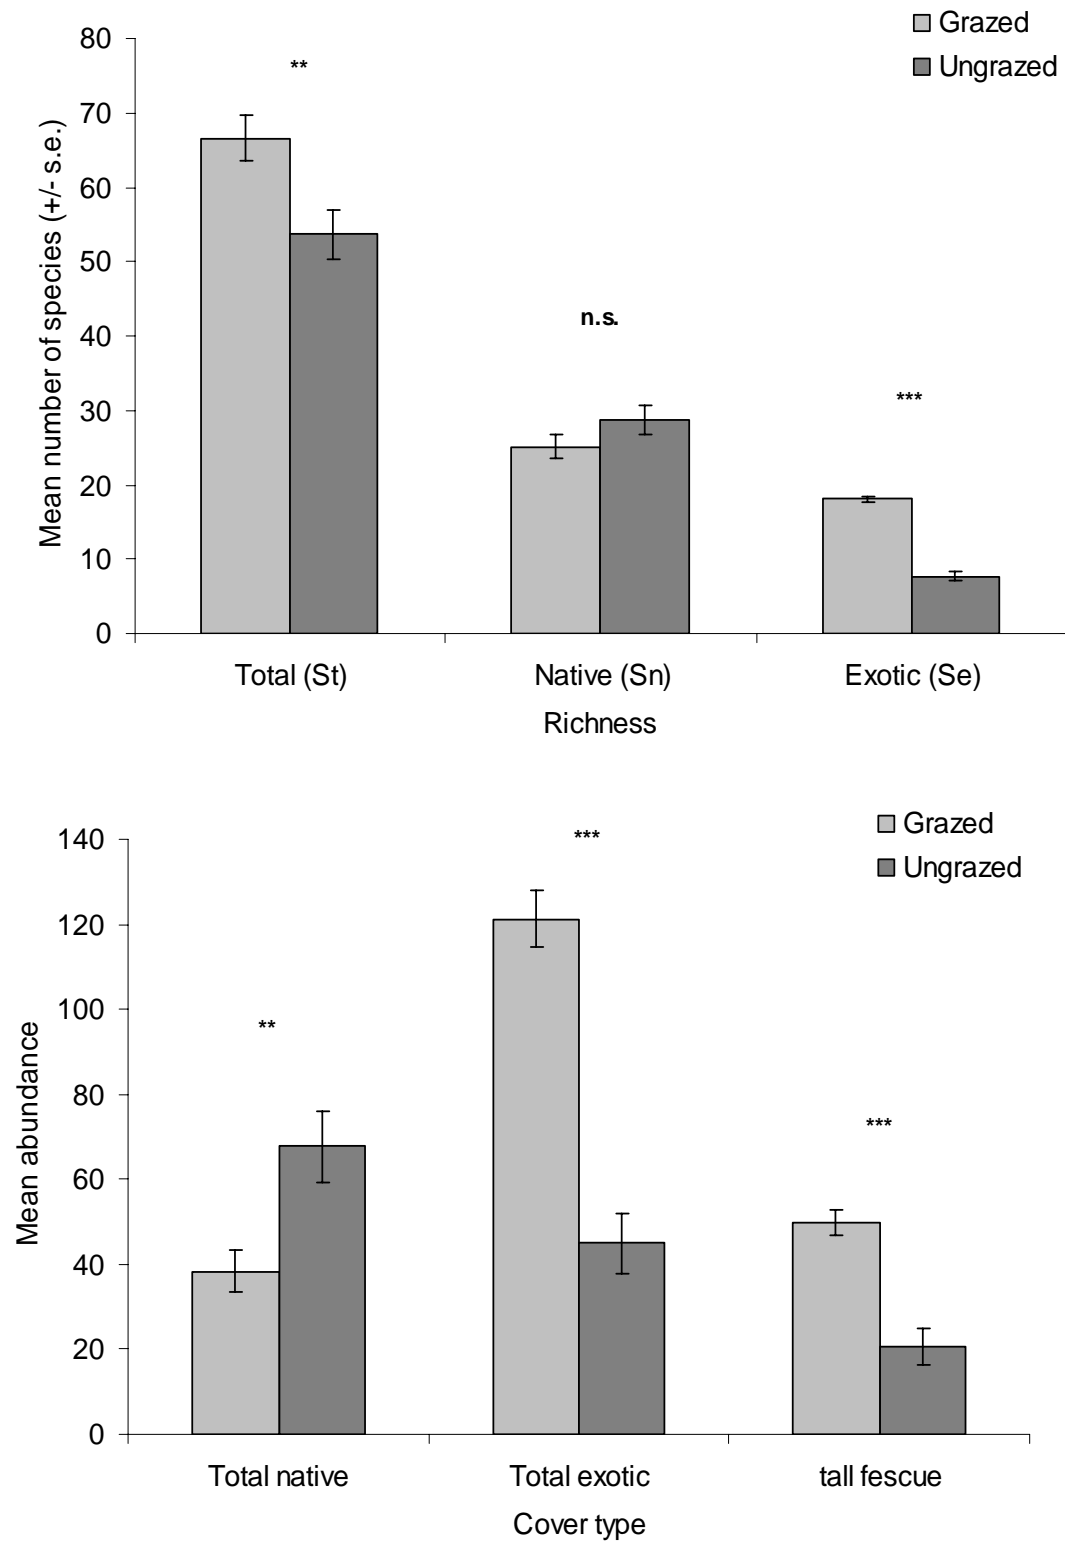 Grazed
Ungrazed
80
70
60
50
40
30
20
10
0
Mean number of species (+/- s.e.)
**
n.s.
***
Total (St)
Native (Sn)
Exotic (Se)
Richness
Grazed
Ungrazed
140
120
100
80
60
40
20
0
Mean abundance
**
***
***
Total native
Total exotic
tall fescue
Cover type